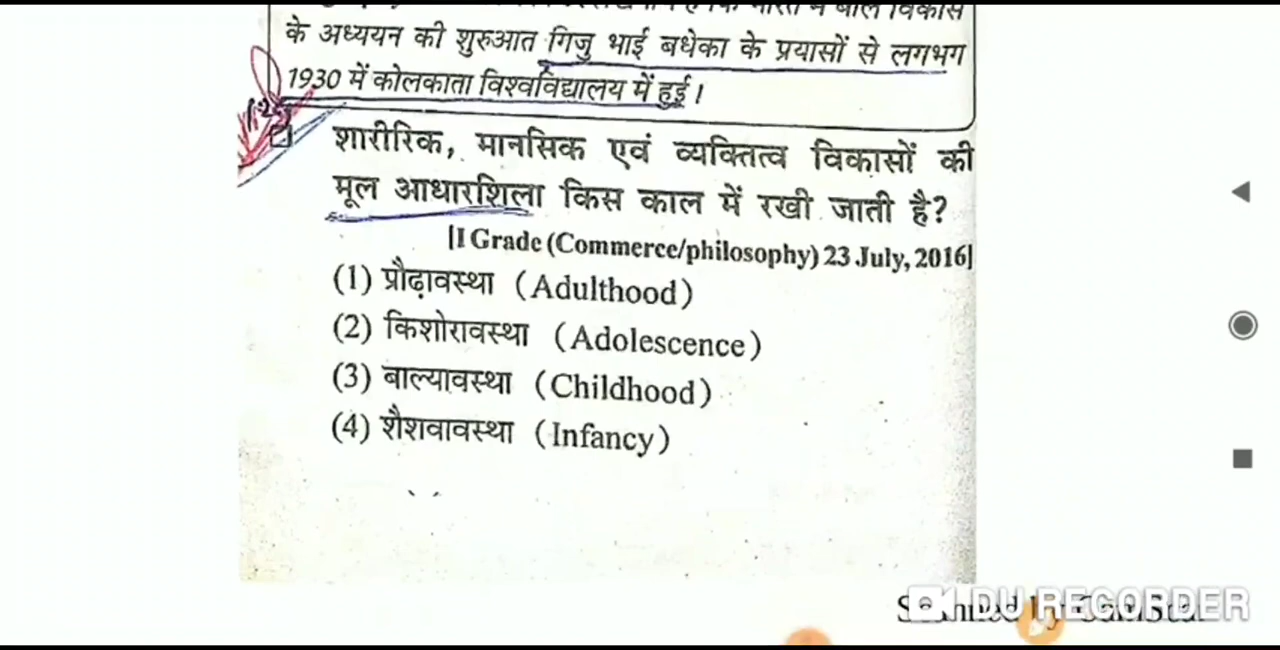 के अध्ययन की शुरुआत गिजु भाई बधेका के प्रयासों से लगभग
1930 में कोलकाता विश्वविद्यालय में हुई।
शारीरिक, मानसिक एवं व्यक्तित्व विकासों की
मूल आधारशिला किस काल में रखी जाती है?
[I Grade (Commerce/philosophy) 23 July, 2016]
(1) प्रौढ़ावस्था (Adulthood)
(2) किशोरावस्था (Adolescence)
(3) बाल्यावस्था (Childhood)
(4) शैशवावस्था (Infancy)
DU RECORDER